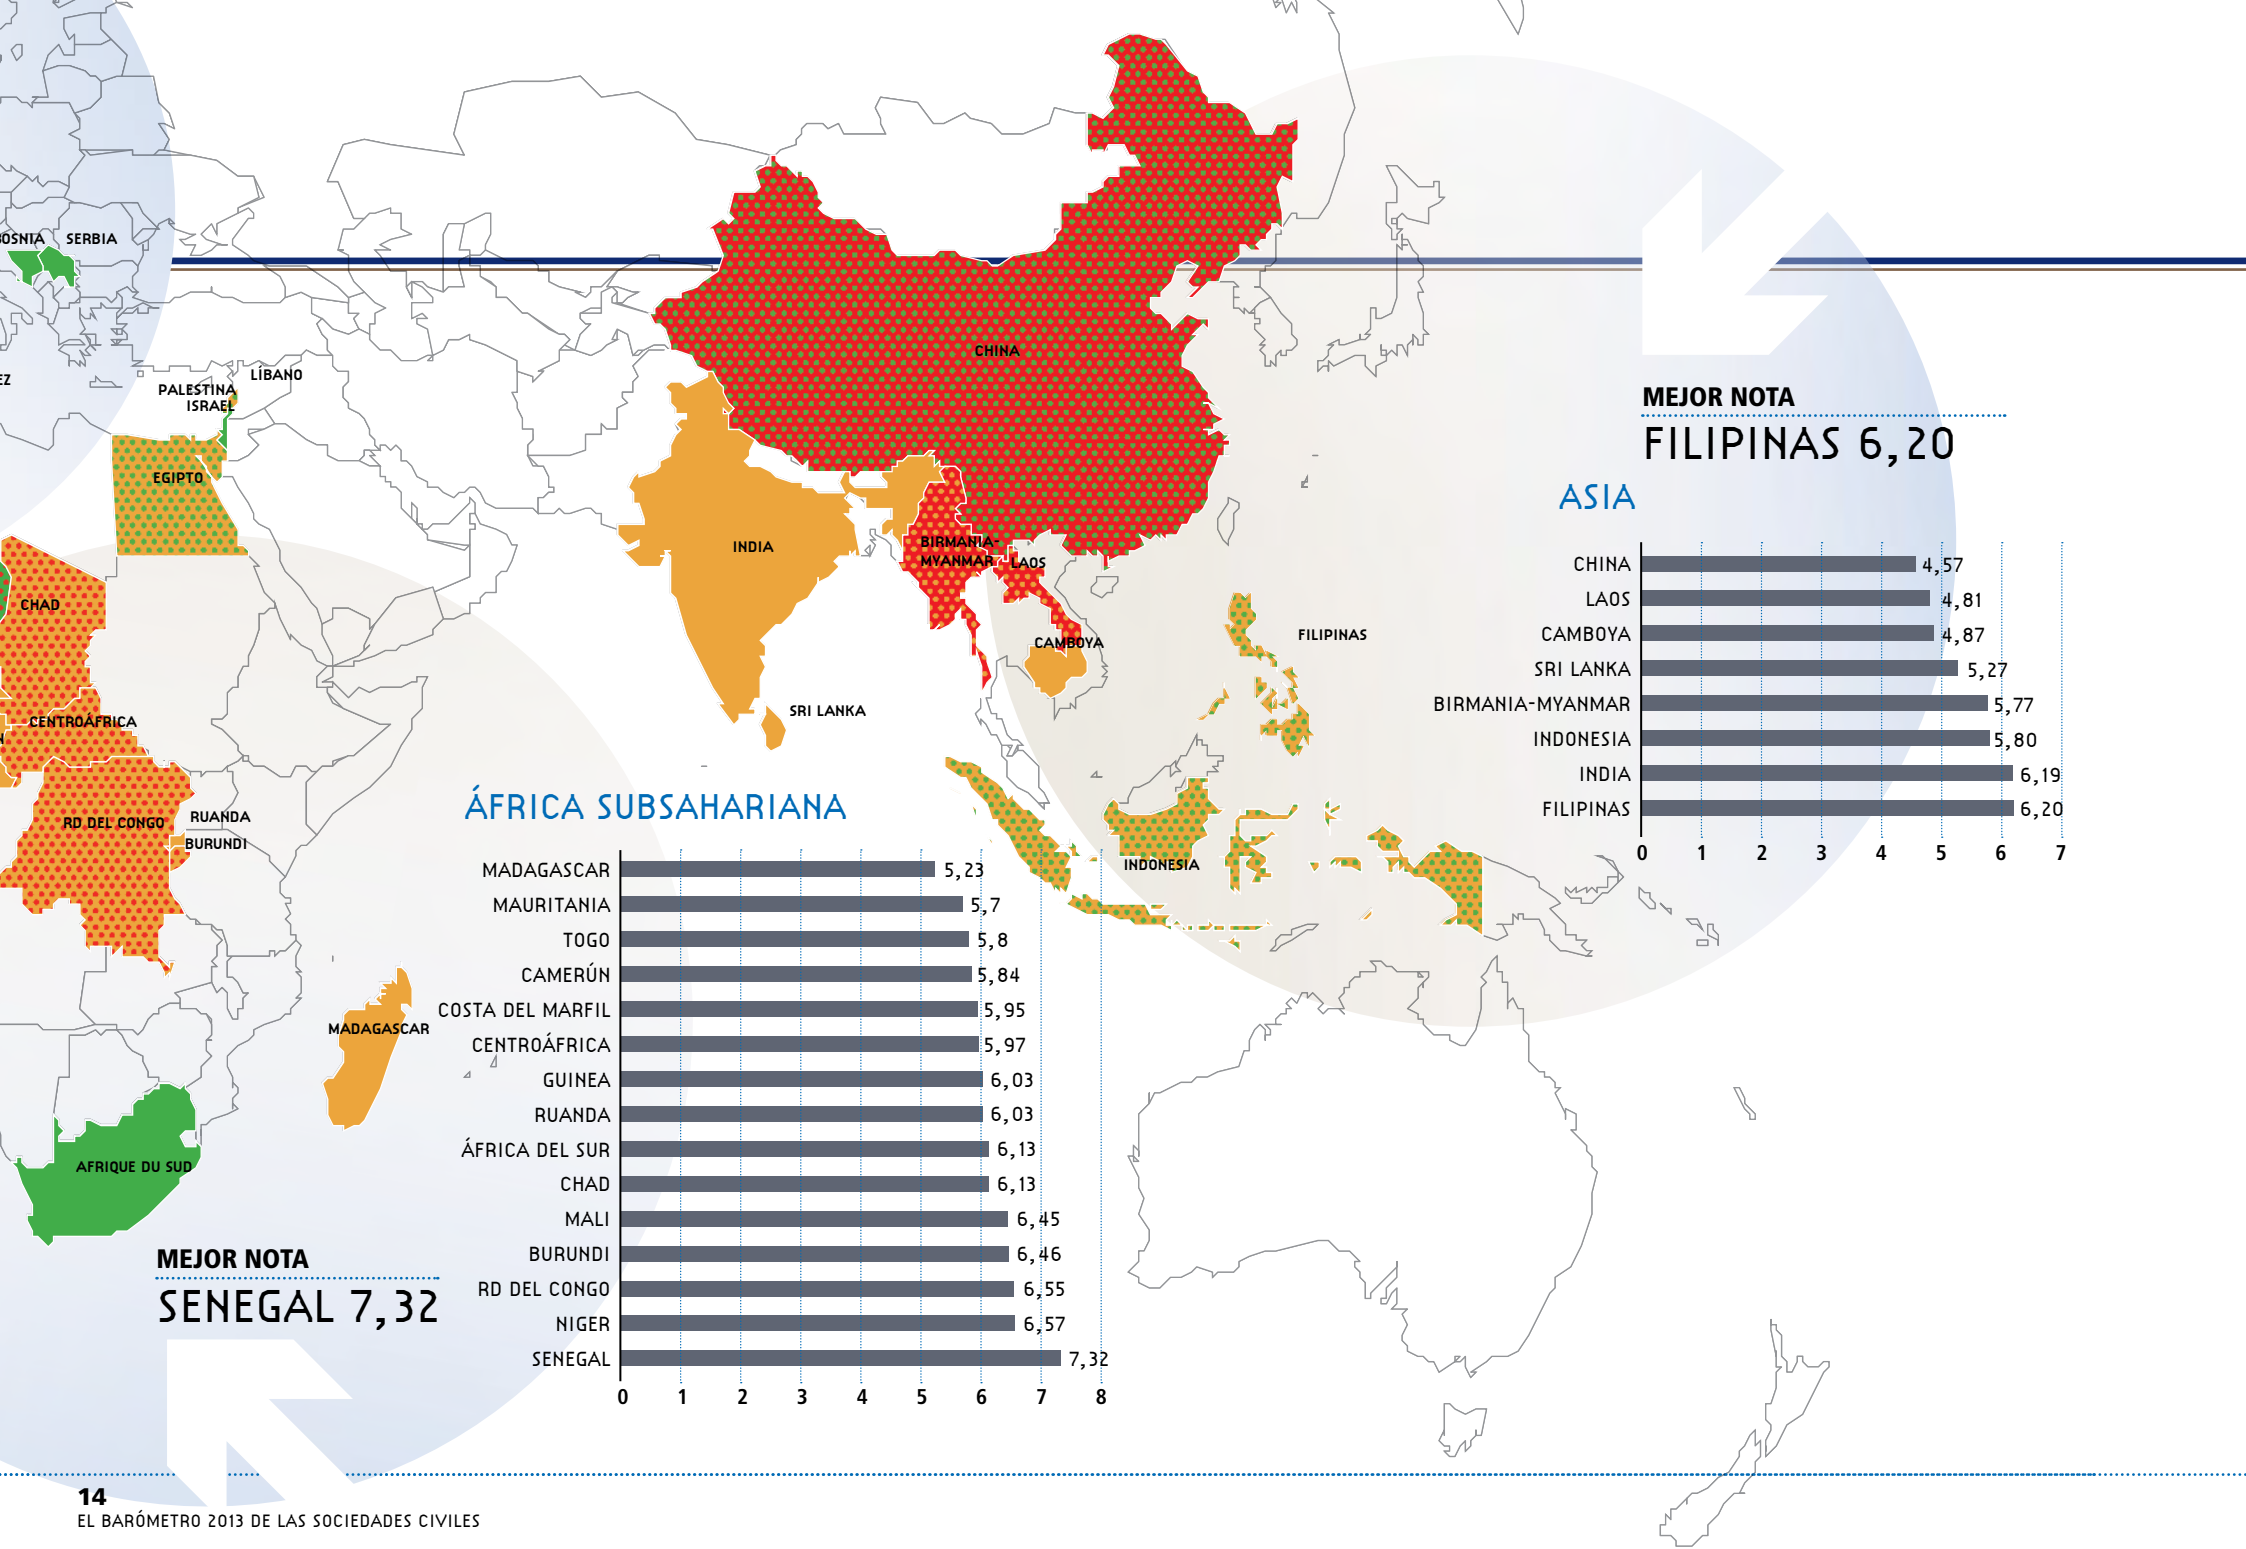 OSNIA
SERBIA
EZ
LÍBANO
PALESTINA
ISRAEL
EGIPTO
CHINA
INDIA
BIRMANIA-
MYANMAR
LAOS
CAMBOYA
FILIPINAS
SRI LANKA
INDONESIA
CHAD
CENTROÁFRICA
N
RD DEL CONGO
RUANDA
BURUNDI
MADAGASCAR
AFRIQUE DU SUD
MEJOR NOTA
FILIPINAS 6,20
ASIA
CHINA 4,57
LAOS 4,81
CAMBOYA 4,87
SRI LANKA 5,27
BIRMANIA-MYANMAR 5,77
INDONESIA 5,80
INDIA 6,19
FILIPINAS 6,20
0 1 2 3 4 5 6 7
ÁFRICA SUBSAHARIANA
MADAGASCAR 5,23
MAURITANIA 5,7
TOGO 5,8
CAMERÚN 5,84
COSTA DEL MARFIL 5,95
CENTROÁFRICA 5,97
GUINEA 6,03
RUANDA 6,03
ÁFRICA DEL SUR 6,13
CHAD 6,13
MALI 6,45
BURUNDI 6,46
RD DEL CONGO 6,55
NIGER 6,57
SENEGAL 7,32
0 1 2 3 4 5 6 7 8
MEJOR NOTA
SENEGAL 7,32
14
EL BARÓMETRO 2013 DE LAS SOCIEDADES CIVILES